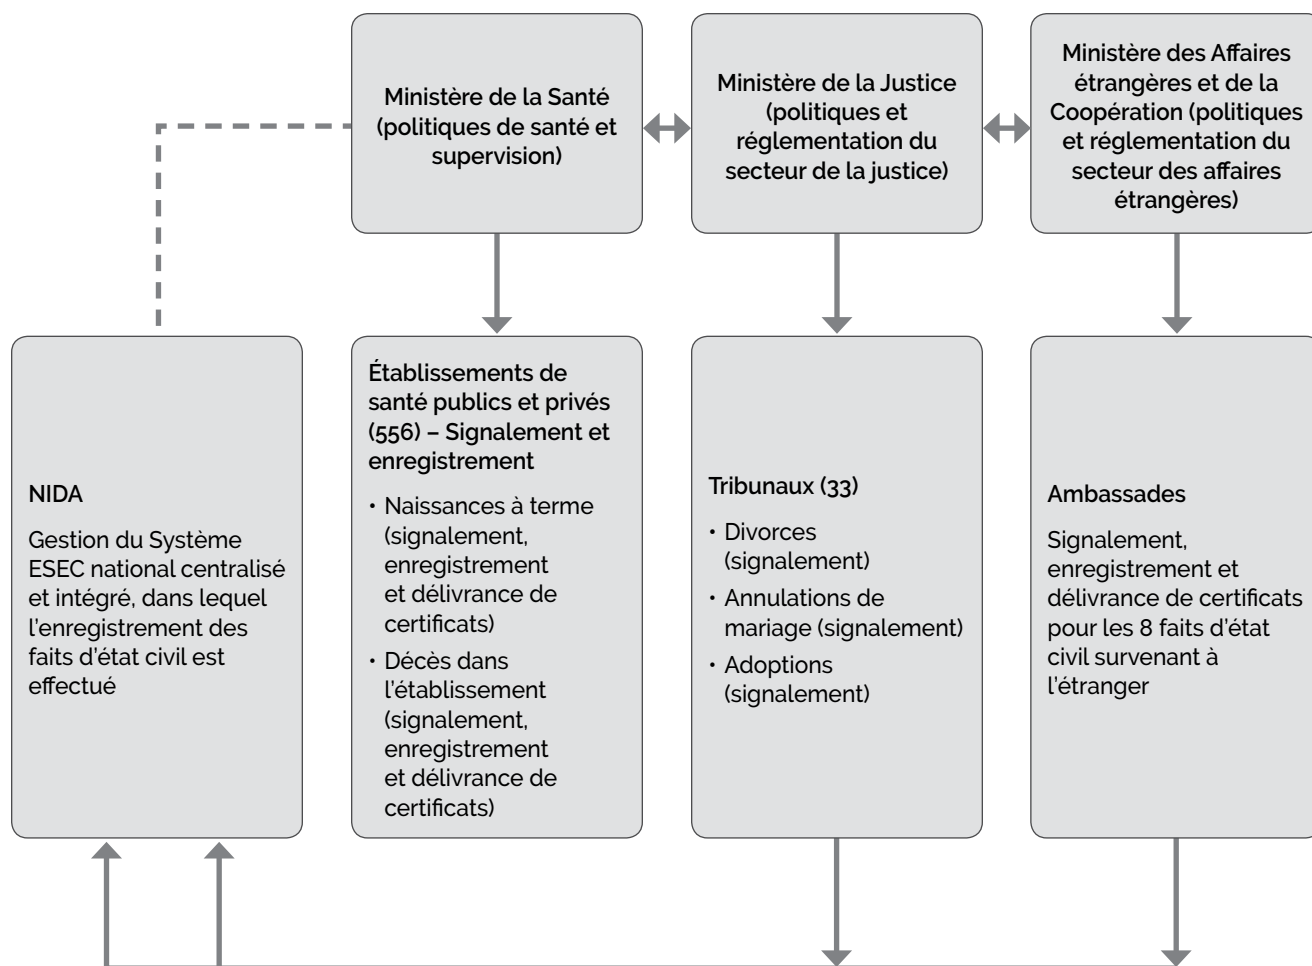 Ministère de la Santé
(politiques de santé et
supervision)
Ministère de la Justice
(politiques et
réglementation du
secteur de la justice)
Ministère des Affaires
étrangères et de la
Coopération (politiques
et réglementation du
secteur des affaires
étrangères)
NIDA
Gestion du Système
ESEC national centralisé
et intégré, dans lequel
l'enregistrement des
faits d'état civil est
effectué
Établissements de
santé publics et privés
(556) – Signalement et
enregistrement
• Naissances à terme
(signalement,
enregistrement
et délivrance de
certificats)
• Décès dans
l'établissement
(signalement,
enregistrement
et délivrance de
certificats)
Tribunaux (33)
• Divorces
(signalement)
• Annulations de
mariage (signalement)
• Adoptions
(signalement)
Ambassades
Signalement,
enregistrement et
délivrance de certificats
pour les 8 faits d'état
civil survenant à
l'étranger